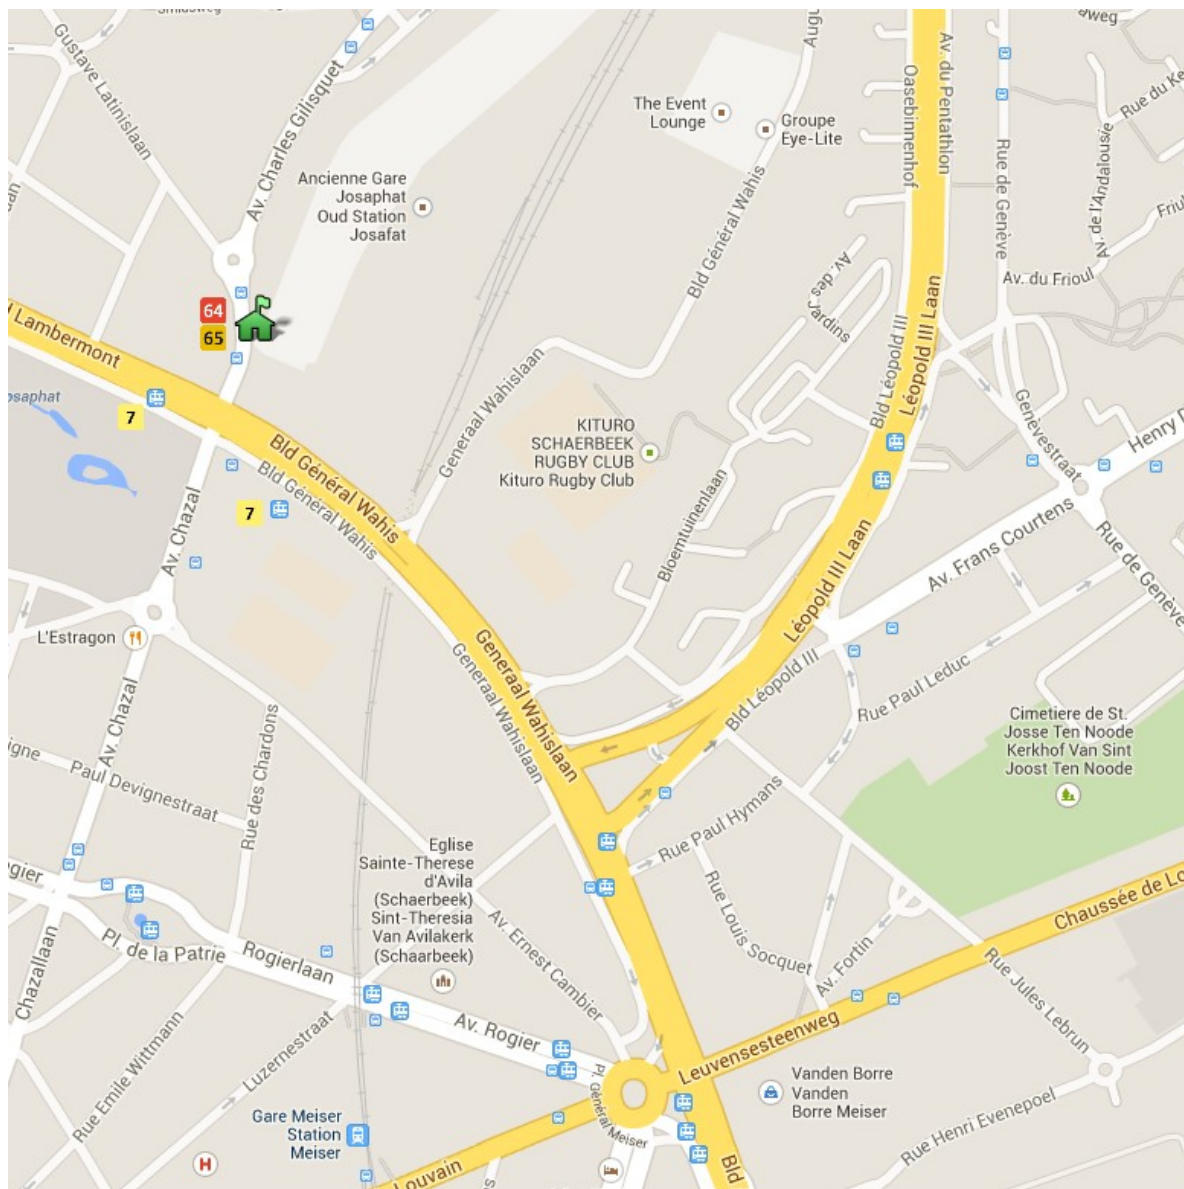 Gustave Latinislaan
Av. Charles Gilisquet
The Event
Lounge
Groupe
Eye-Lite
Oasebinnenhof
Av. du Pentathlon
Rue de Genève
Av. de l'Andalousie
Rue du Ke
Friul
Av. du Frioul
Ancienne Gare
Josaphat
Oud Station
Josafat
Bld Général Wahis
Av. des
Jardins
64
65
Lambermont
7
7
Bld Général Wahis
Bld Général Wahis
Generaal Wahislaan
KITURO
SCHAERBEEK
RUGBY CLUB
Kituro Rugby Club
Bld Léopold III
Léopold III Laan
Genèvestraat
Henry D
Av. Chazal
Bloemtuinenlaan
Léopold III Laan
Av. Frans Courtens
Rue de Genève
L'Estragon
Generaal Wahislaan
Generaal Wahislaan
Bld Léopold III
Rue Paul Leduc
Av. Chazal
Rue des Chardons
Paul Devignestraat
Cimetiere de St.
Josse Ten Noode
Kerkhof Van Sint
Joost Ten Noode
Rue Paul Hymans
Eglise
Sainte-Therese
d'Avila
(Schaerbeek)
Sint-Theresia
Van Avilakerk
(Schaarbeek)
Rue Louis Socquet
Chaussée de Lo
Pl. de la Patrie
Rogierlaan
Av. Ernest Cambier
Av. Fortin
Rue Jules Lebrun
Chazallaan
Rue Emile Wittmann
Luzernestraat
Av. Rogier
Leuvensesteenweg
Pl. Général Meiser
Vanden Borre
Vanden
Borre Meiser
Gare Meiser
Station
Meiser
H
Rue Henri Evenepoel
Louvain
Bld